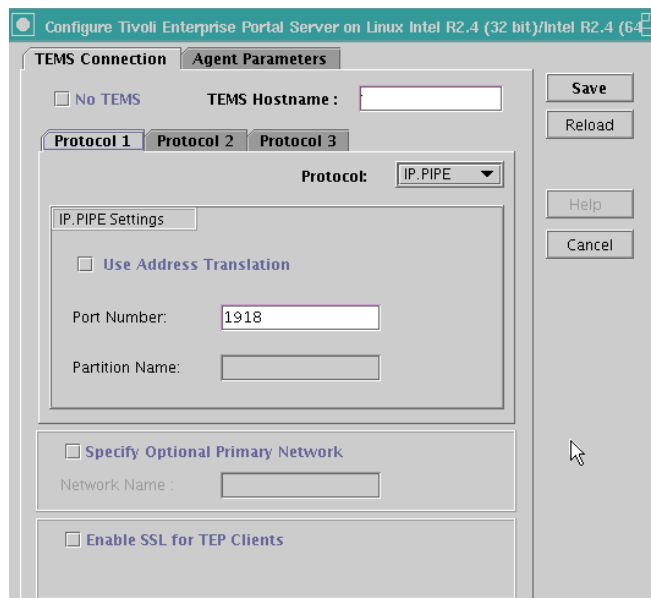 Configure Tivoli Enterprise Portal Server on Linux Intel R2.4 (32 bit)/Intel R2.4 (64
TEMS Connection Agent Parameters
No TEMS TEMS Hostname :
Save
Reload
Protocol 1 Protocol 2 Protocol 3
Protocol: IP.PIPE
Help
IP.PIPE Settings
Cancel
Use Address Translation
Port Number: 1918
Partition Name:
Specify Optional Primary Network
Network Name :
Enable SSL for TEP Clients